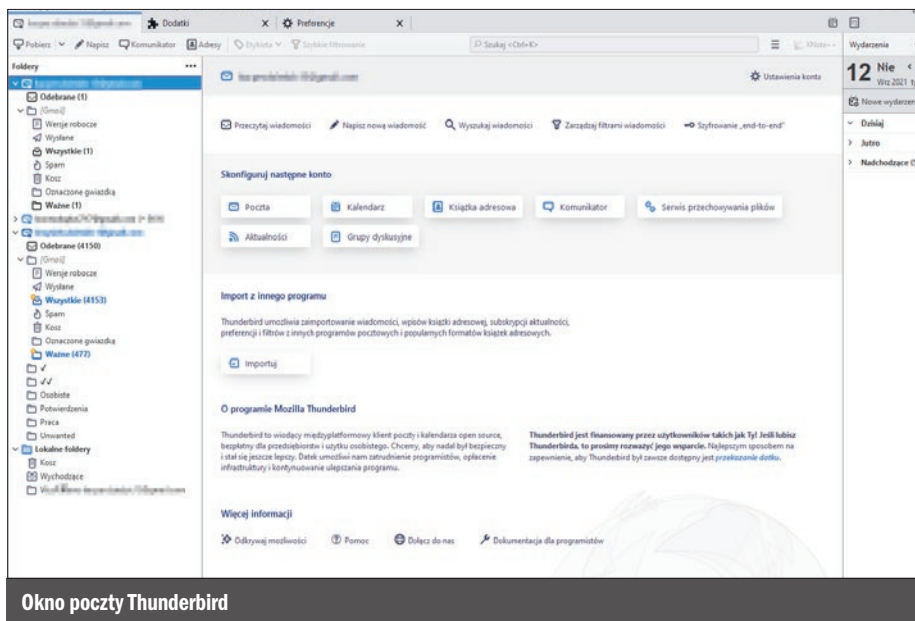 Dodatki
Preferencje
Pobierz
Napisz
Komunikator
Adresy
Etykieta
Szybkie filtrowanie
Szukaj <Ctrl+K>
Wydarzenia
Foldery
Odebrane (1)
[Gmail]
Wersje robocze
Wysłane
Wszystkie (1)
Spam
Kosz
Oznaczone gwiazdką
Ważne (1)
Odebrane (4150)
[Gmail]
Wersje robocze
Wysłane
Wszystkie (4153)
Spam
Kosz
Oznaczone gwiazdką
Ważne (477)
✓
✓✓
Osobiste
Potwierdzenia
Praca
Unwanted
Lokalne foldery
Kosz
Wychodzące
Ustawienia konta
Przeczytaj wiadomości
Napisz nową wiadomość
Wyszukaj wiadomości
Zarządzaj filtrami wiadomości
Szyfrowanie „end-to-end”
Skonfiguruj następne konto
Poczta
Kalendarz
Książka adresowa
Komunikator
Serwis przechowywania plików
Aktualności
Grupy dyskusyjne
Import z innego programu
Thunderbird umożliwia zaimportowanie wiadomości, wpisów książki adresowej, subskrypcji aktualności,
preferencji i filtrów z innych programów pocztowych i popularnych formatów książek adresowych.
Importuj
O programie Mozilla Thunderbird
Thunderbird to wiodący międzyplatformowy klient poczty i kalendarza open source,
bezpłatny dla przedsiębiorstw i użytku osobistego. Chcemy, aby nadal był bezpieczny
i stał się jeszcze lepszy. Datek umożliwi nam zatrudnienie programistów, opłacenie
infrastruktury i kontynuowanie ulepszania programu.
Thunderbird jest finansowany przez użytkowników takich jak Ty! Jeśli lubisz
Thunderbirda, to prosimy rozważyć jego wsparcie. Najlepszym sposobem na
zapewnienie, aby Thunderbird był zawsze dostępny jest przekazanie datku.
Więcej informacji
Odkrywaj możliwości
Pomoc
Dołącz do nas
Dokumentacja dla programistów
12 Nie
Wrz 2021
Nowe wydarzen
Dzisiaj
Jutro
Nadchodzące
Okno poczty Thunderbird